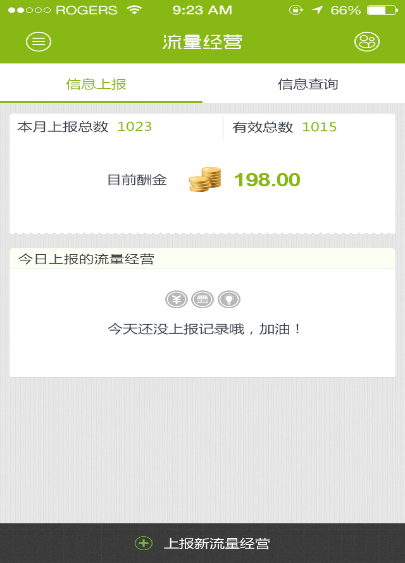 ROGERS 9:23 AM 66%
流量经营
信息上报 信息查询
本月上报总数 1023 有效总数 1015
目前酬金 198.00
今日上报的流量经营
¥
今天还没上报记录哦，加油！
上报新流量经营